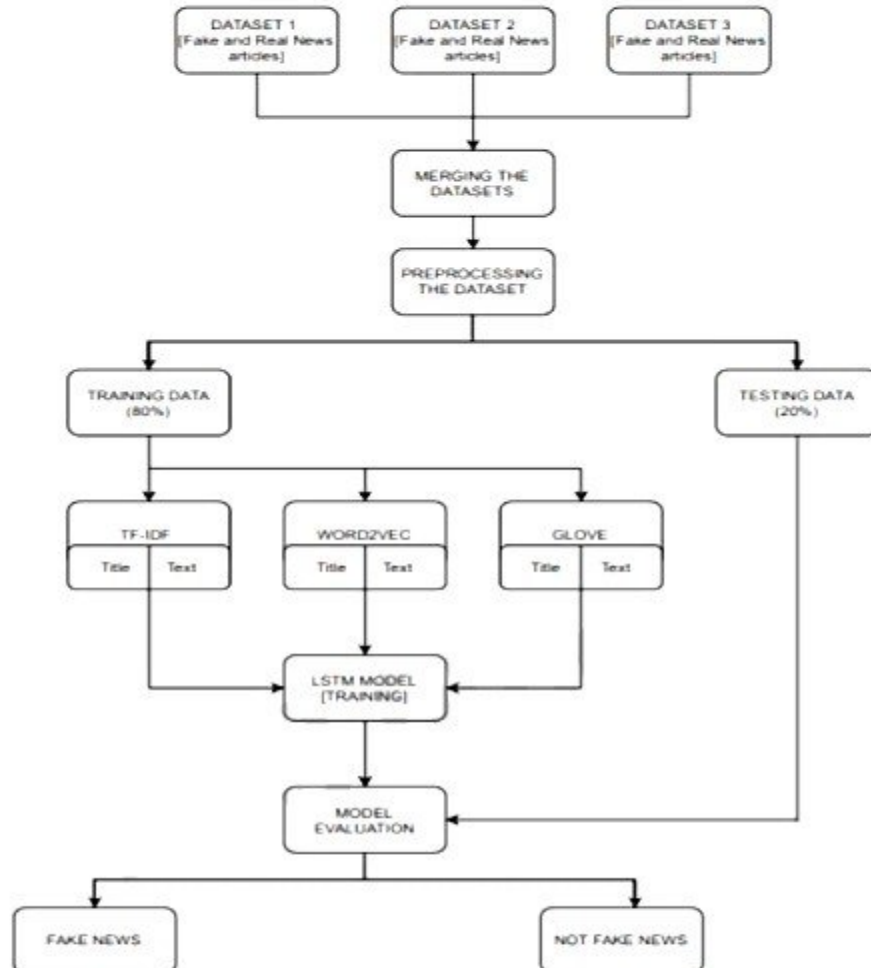 DATASET 1
[Fake and Real News
articles]
DATASET 2
[Fake and Real News
articles]
DATASET 3
[Fake and Real News
articles]
MERGING THE
DATASETS
PREPROCESSING
THE DATASET
TRAINING DATA
(80%)
TESTING DATA
(20%)
TF-IDF
Title
Text
WORD2VEC
Title
Text
GLOVE
Title
Text
LSTM MODEL
[TRAINING]
MODEL
EVALUATION
FAKE NEWS
NOT FAKE NEWS